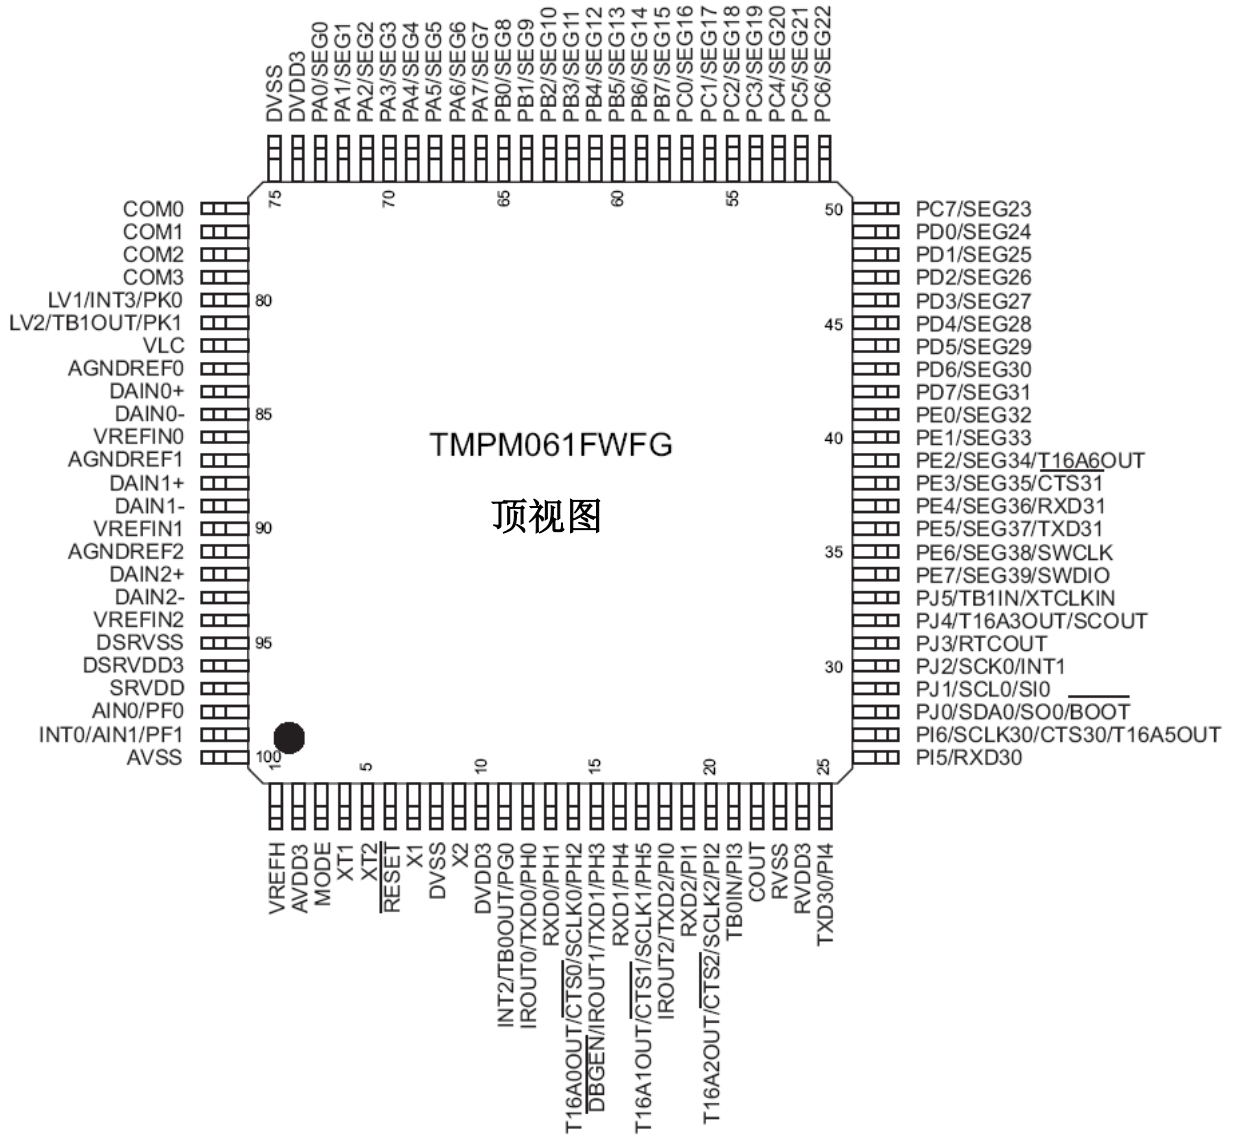 DVSS
DVDD3
PA0/SEG0
PA1/SEG1
PA2/SEG2
PA3/SEG3
PA4/SEG4
PA5/SEG5
PA6/SEG6
PA7/SEG7
PB0/SEG8
PB1/SEG9
PB2/SEG10
PB3/SEG11
PB4/SEG12
PB5/SEG13
PB6/SEG14
PB7/SEG15
PC0/SEG16
PC1/SEG17
PC2/SEG18
PC3/SEG19
PC4/SEG20
PC5/SEG21
PC6/SEG22
75
70
65
60
55
COM0
COM1
COM2
COM3
LV1/INT3/PK0
LV2/TB1OUT/PK1
VLC
AGNDREF0
DAIN0+
DAIN0-
VREFIN0
AGNDREF1
DAIN1+
DAIN1-
VREFIN1
AGNDREF2
DAIN2+
DAIN2-
VREFIN2
DSRVSS
DSRVDD3
SRVDD
AIN0/PF0
INT0/AIN1/PF1
AVSS
80
85
90
95
100
TMPM061FWFG
顶视图
50
45
40
35
30
PC7/SEG23
PD0/SEG24
PD1/SEG25
PD2/SEG26
PD3/SEG27
PD4/SEG28
PD5/SEG29
PD6/SEG30
PD7/SEG31
PE0/SEG32
PE1/SEG33
PE2/SEG34/T16A6OUT
PE3/SEG35/CTS31
PE4/SEG36/RXD31
PE5/SEG37/TXD31
PE6/SEG38/SWCLK
PE7/SEG39/SWDIO
PJ5/TB1IN/XTCLKIN
PJ4/T16A3OUT/SCOUT
PJ3/RTCOUT
PJ2/SCK0/INT1
PJ1/SCL0/SI0
PJ0/SDA0/SO0/BOOT
PI6/SCLK30/CTS30/T16A5OUT
PI5/RXD30
1
5
10
15
20
25
VREFH
AVDD3
MODE
XT1
XT2
RESET
X1
DVSS
X2
DVDD3
INT2/TB0OUT/PG0
IROUT0/TXD0/PH0
RXD0/PH1
T16A0OUT/CTS0/SCLK0/PH2
DBGEN/IROUT1/TXD1/PH3
RXD1/PH4
T16A1OUT/CTS1/SCLK1/PH5
IROUT2/TXD2/PI0
RXD2/PI1
T16A2OUT/CTS2/SCLK2/PI2
TB0IN/PI3
COUT
RVSS
RVDD3
TXD30/PI4